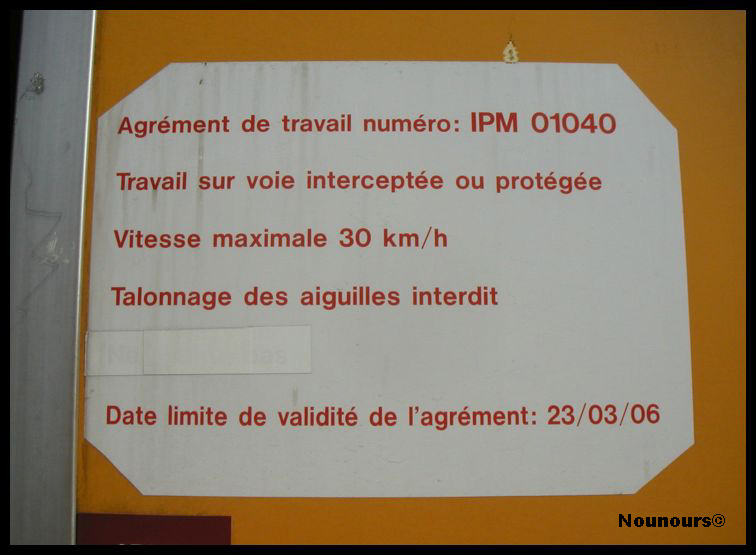 Agrément de travail numéro: IPM 01040
Travail sur voie interceptée ou protégée
Vitesse maximale 30 km/h
Talonnage des aiguilles interdit
Date limite de validité de l'agrément: 23/03/06
Nounours©